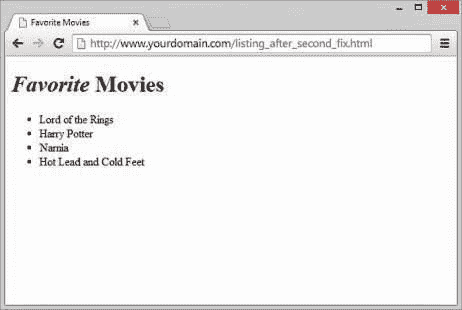 Favorite Movies
http://www.yourdomain.com/listing_after_second_fix.html
Favorite Movies
Lord of the Rings
Harry Potter
Narnia
Hot Lead and Cold Feet